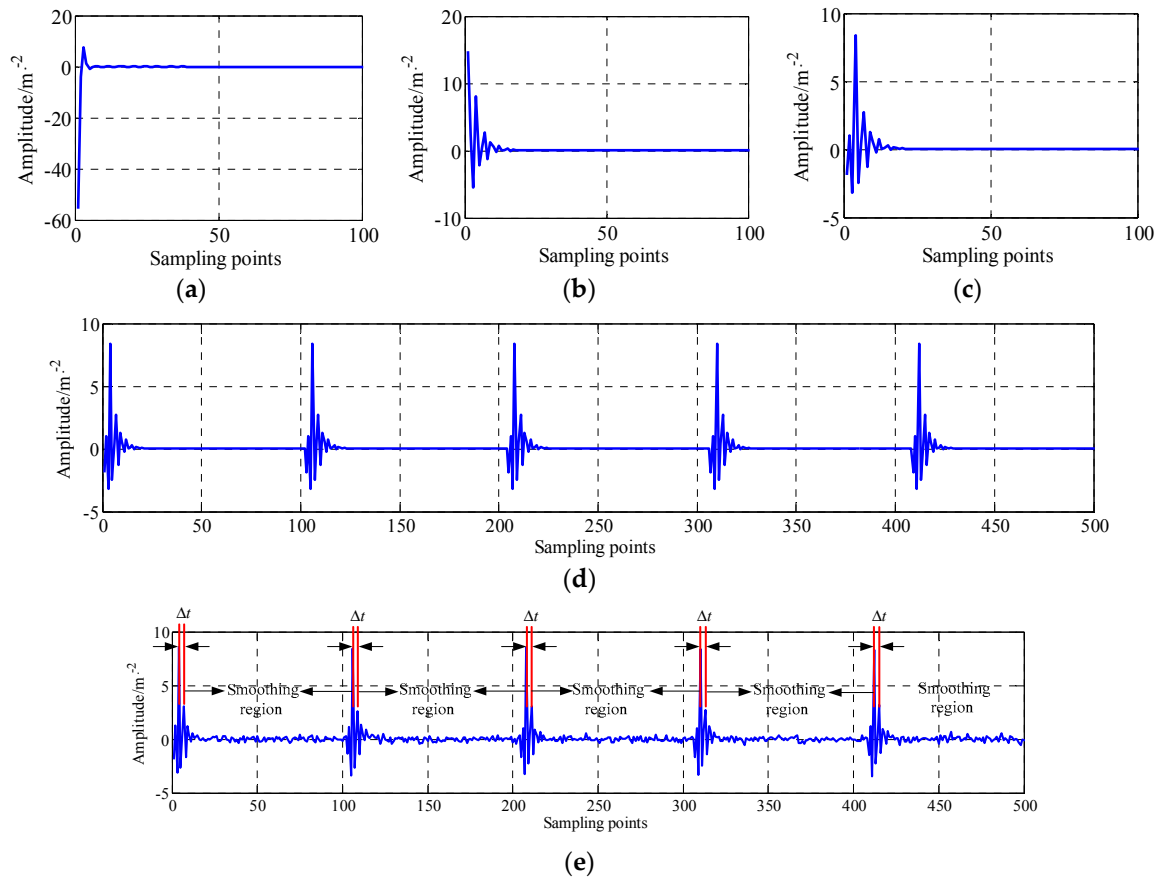 20
0
-20
-40
-60
0
50
100
Amplitude/m·⁻²
Sampling points
(a)
20
10
0
-10
0
50
100
Amplitude/m·⁻²
Sampling points
(b)
10
5
0
-5
0
50
100
Amplitude/m·⁻²
Sampling points
(c)
10
5
0
-5
0 50 100 150 200 250 300 350 400 450 500
Amplitude/m·⁻²
Sampling points
(d)
Δt Δt Δt Δt Δt
10
5
0
-5
Amplitude/m·⁻²
Smoothing Smoothing Smoothing Smoothing Smoothing
region region region region region
0 50 100 150 200 250 300 350 400 450 500
Sampling points
(e)